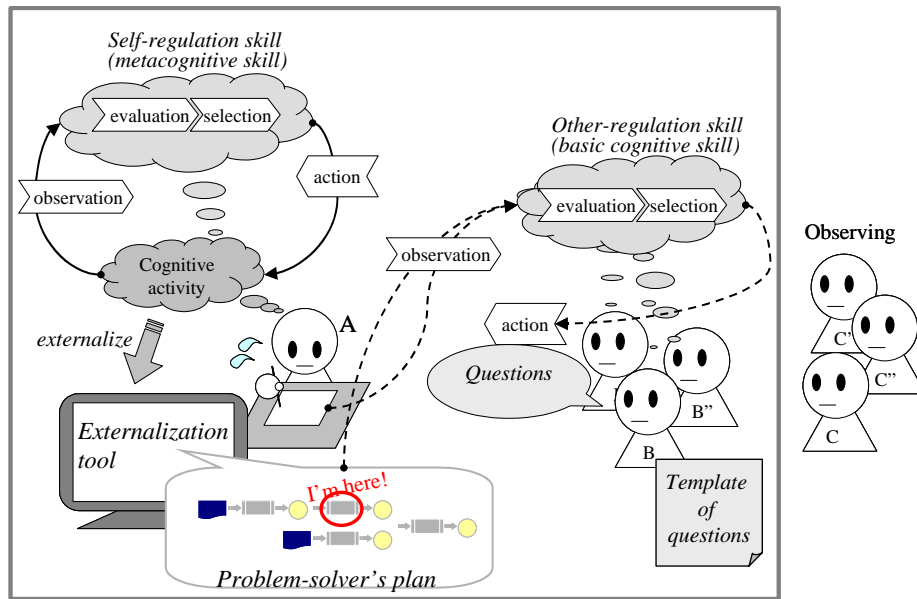 Self-regulation skill
(metacognitive skill)
evaluation
selection
observation
action
Cognitive
activity
externalize
A
Externalization
tool
I'm here!
Problem-solver's plan
Other-regulation skill
(basic cognitive skill)
evaluation
selection
observation
action
Questions
B
B"
Template
of
questions
Observing
C'
C"
C